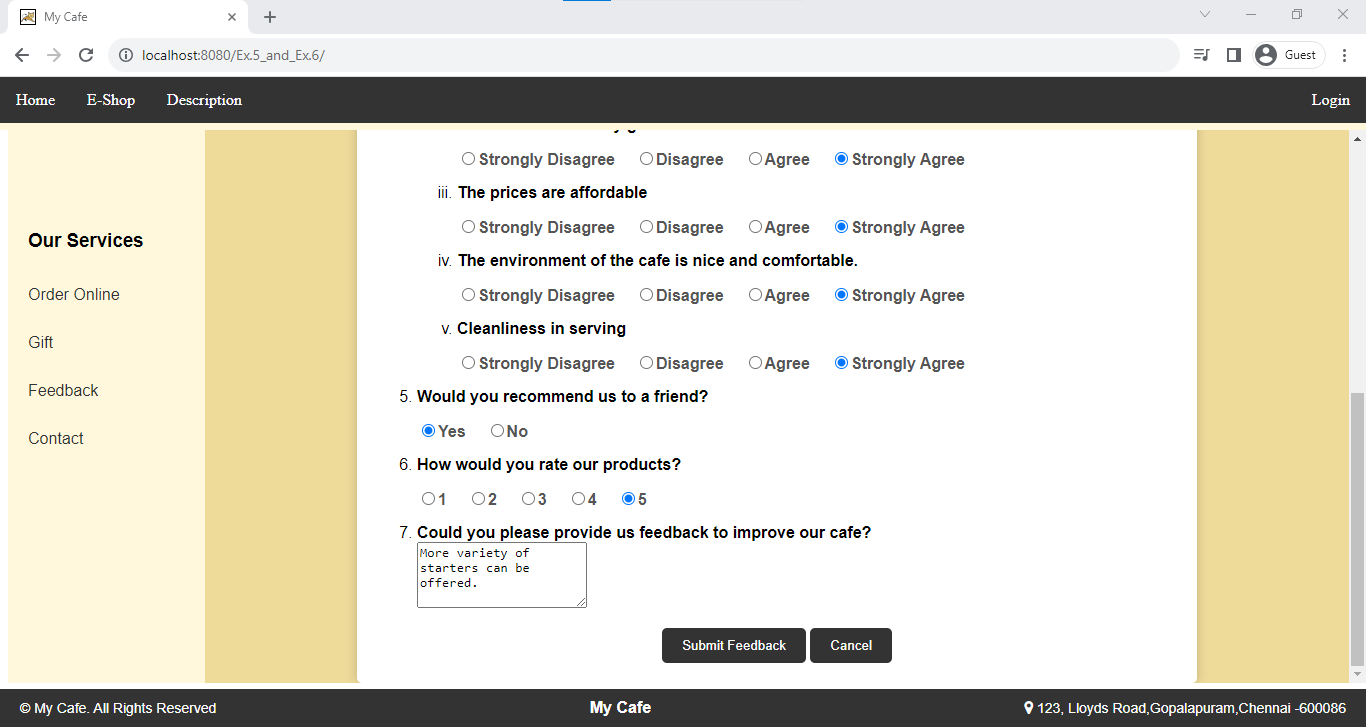 My Cafe
localhost:8080/Ex.5_and_Ex.6/
Guest
Home E-Shop Description Login
Our Services
Order Online
Gift
Feedback
Contact
Strongly Disagree Disagree Agree Strongly Agree
iii. The prices are affordable
Strongly Disagree Disagree Agree Strongly Agree
iv. The environment of the cafe is nice and comfortable.
Strongly Disagree Disagree Agree Strongly Agree
v. Cleanliness in serving
Strongly Disagree Disagree Agree Strongly Agree
5. Would you recommend us to a friend?
Yes No
6. How would you rate our products?
1 2 3 4 5
7. Could you please provide us feedback to improve our cafe?
More variety of
starters can be
offered.
Submit Feedback Cancel
© My Cafe. All Rights Reserved My Cafe 123, Lloyds Road,Gopalapuram,Chennai -600086